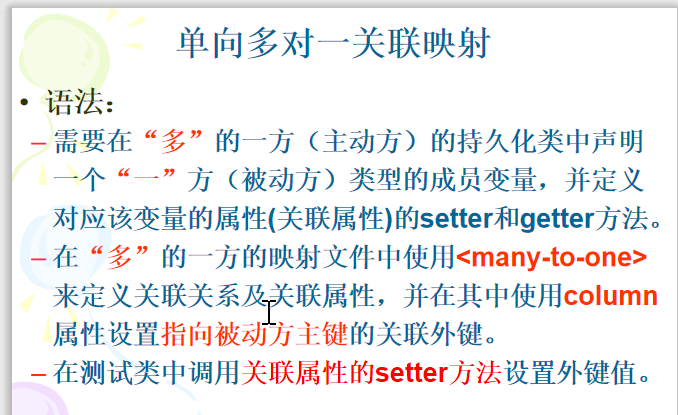 单向多对一关联映射
• 语法：
–需要在“多”的一方（主动方）的持久化类中声明
一个“一”方（被动方）类型的成员变量，并定义
对应该变量的属性(关联属性)的setter和getter方法。
–在“多”的一方的映射文件中使用<many-to-one>
来定义关联关系及关联属性，并在其中使用column
属性设置指向被动方主键的关联外键。
–在测试类中调用关联属性的setter方法设置外键值。